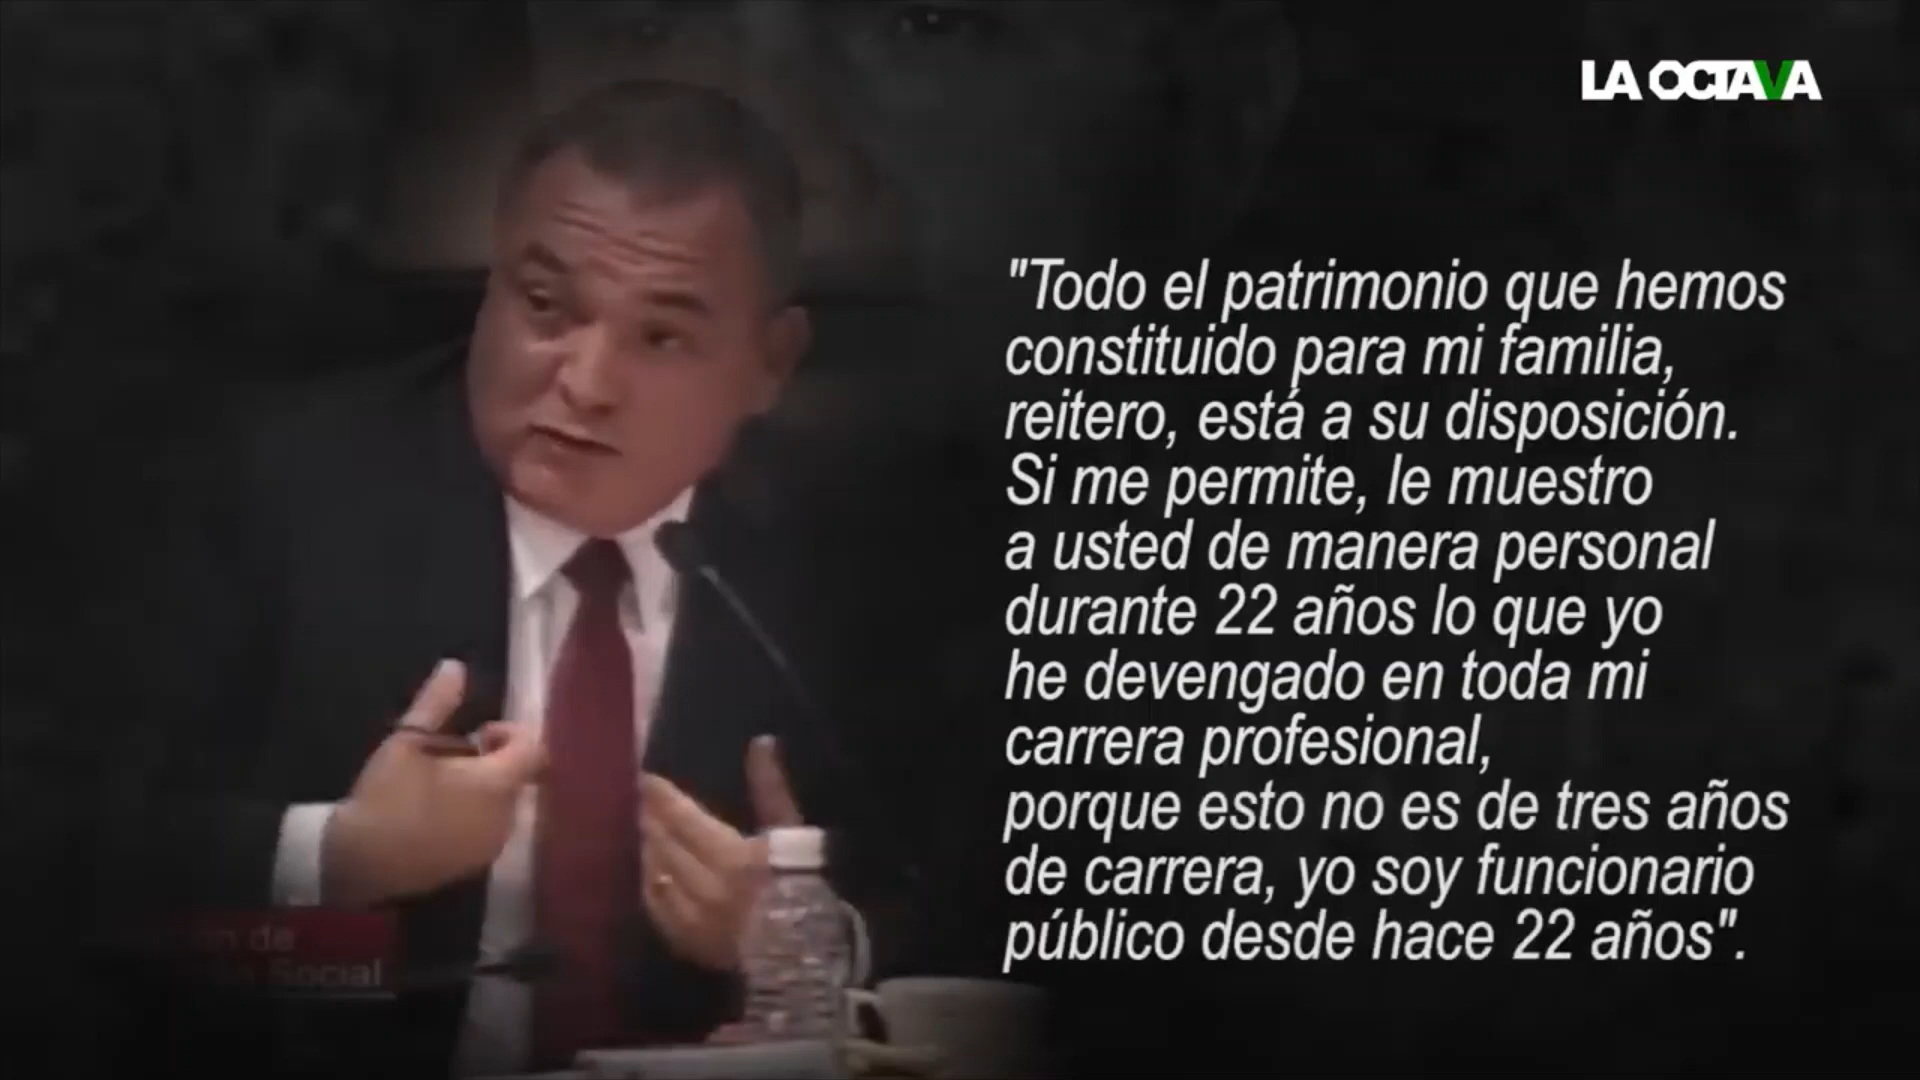 LA OCTAVA
"Todo el patrimonio que hemos
constituido para mi familia,
reitero, está a su disposición.
Si me permite, le muestro
a usted de manera personal
durante 22 años lo que yo
he devengado en toda mi
carrera profesional,
porque esto no es de tres años
de carrera, yo soy funcionario
público desde hace 22 años".
de
Social